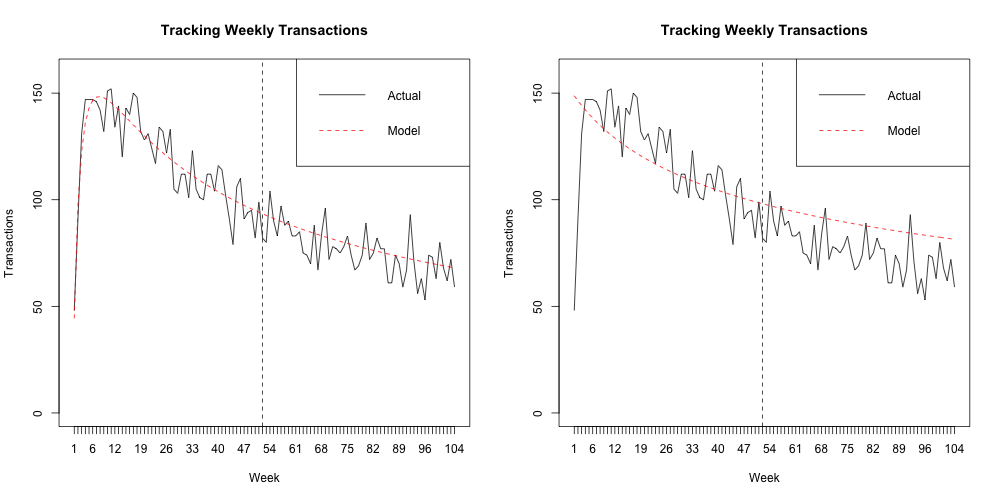 Tracking Weekly Transactions
Actual
Model
Transactions
0
50
100
150
1 6 12 19 26 33 40 47 54 61 68 75 82 89 96 104
Week
Tracking Weekly Transactions
Actual
Model
Transactions
0
50
100
150
1 6 12 19 26 33 40 47 54 61 68 75 82 89 96 104
Week